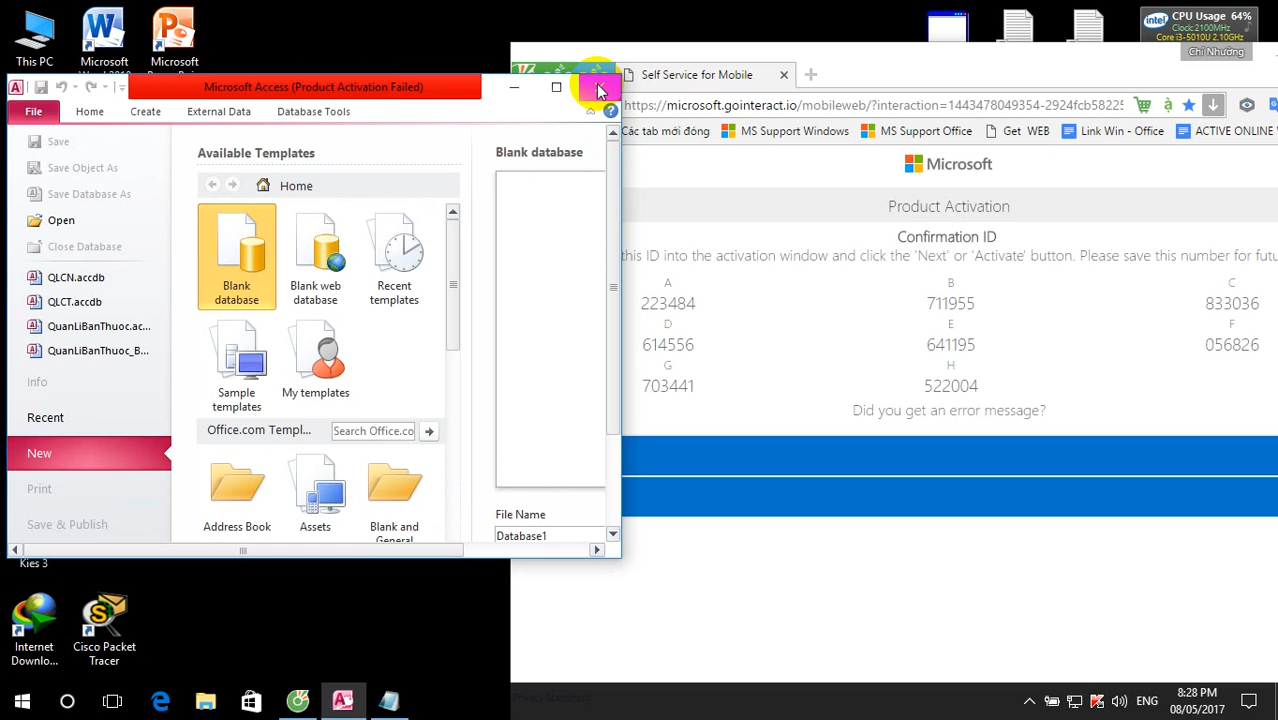 This PC
Microsoft
Microsoft
CPU Usage 64%
Clock:2100MHz
Core i3-5010U 2.10GHz
Chí Nhường
Microsoft Access (Product Activation Failed)
File
Home
Create
External Data
Database Tools
Save
Save Object As
Save Database As
Open
Close Database
QLCN.accdb
QLCT.accdb
QuanLiBanThuoc.ac...
QuanLiBanThuoc_B...
Info
Recent
New
Print
Save & Publish
Available Templates
Home
Blank
database
Blank web
database
Recent
templates
Sample
templates
My templates
Office.com Templ...
Search Office.co
Address Book
Assets
Blank and
General
Blank database
File Name
Database1
Self Service for Mobile
https://microsoft.gointeract.io/mobileweb/?interaction=1443478049354-2924fcb5822
Các tab mới đóng
MS Support Windows
MS Support Office
Get WEB
Link Win - Office
ACTIVE ONLINE
Microsoft
Product Activation
Confirmation ID
this ID into the activation window and click the 'Next' or 'Activate' button. Please save this number for futu
A B C
223484 711955 833036
D E F
614556 641195 056826
G H
703441 522004
Did you get an error message?
Privacy Statement
Kies 3
Internet
Downlo...
Cisco Packet
Tracer
ENG
8:28 PM
08/05/2017